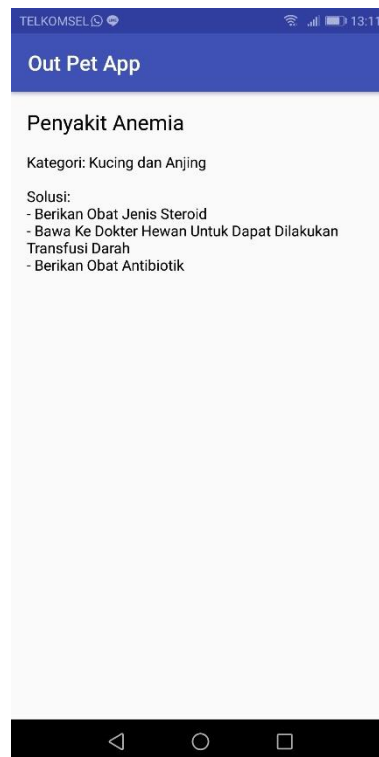 TELKOMSEL 13:11
Out Pet App
Penyakit Anemia
Kategori: Kucing dan Anjing
Solusi:
- Berikan Obat Jenis Steroid
- Bawa Ke Dokter Hewan Untuk Dapat Dilakukan
Transfusi Darah
- Berikan Obat Antibiotik